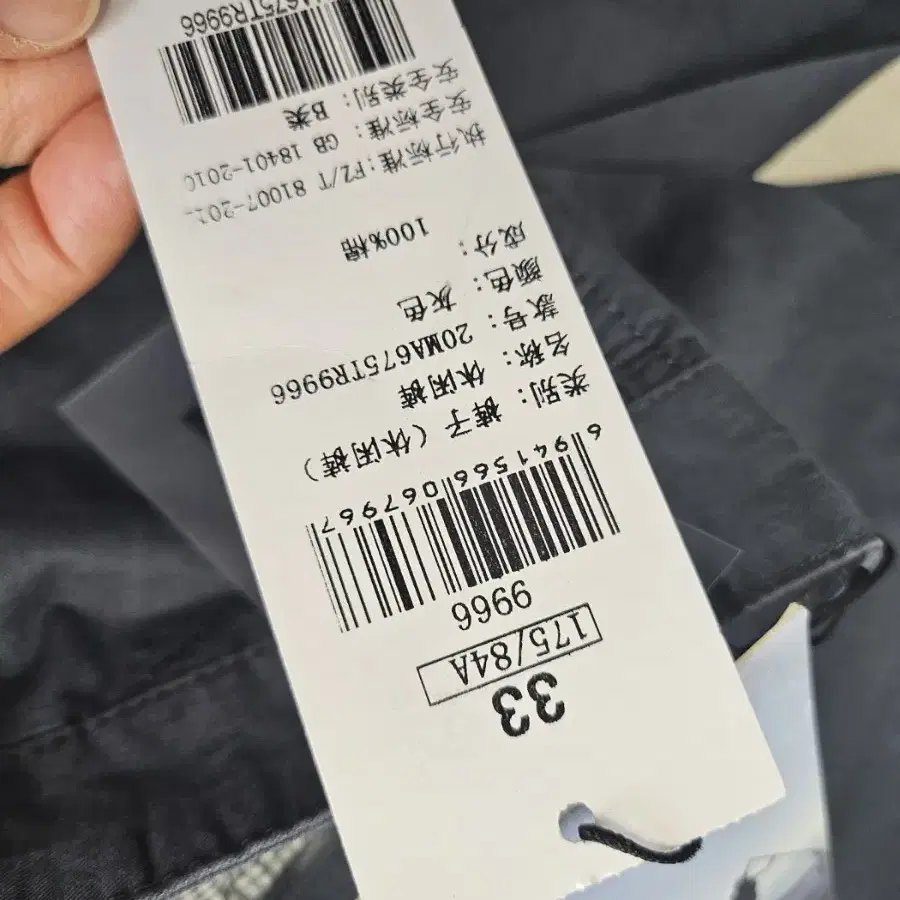 33
175/84A
9966
6 941566 067967
类别：裤子（休闲裤）
名称：休闲裤
款号：20MA675TR9966
颜色：灰色
成分：100%棉
执行标准:FZ/T 81007-201
安全标准：GB 18401-2010
安全类别：B类
MA675TR9966